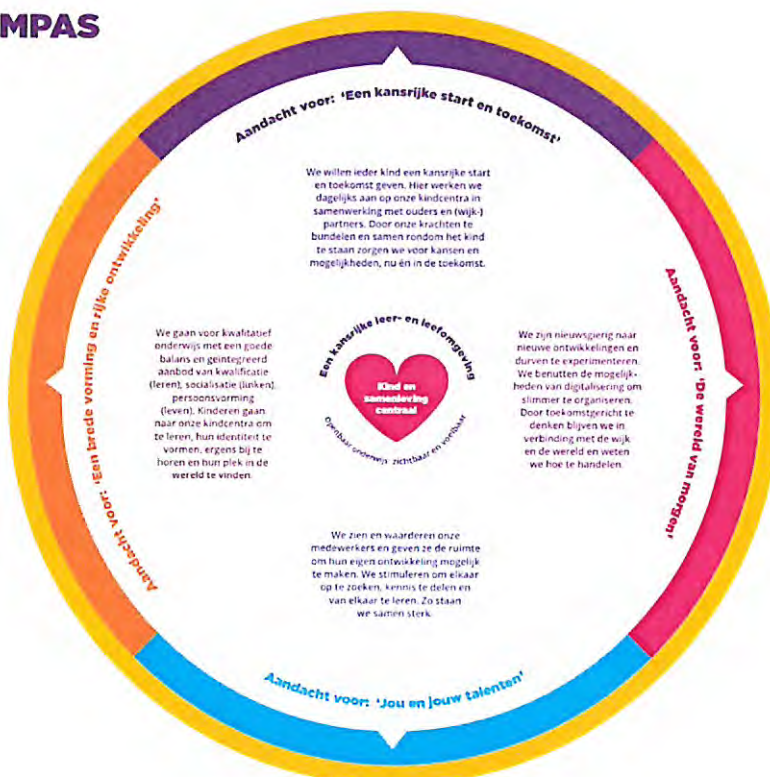 MPAS
Aandacht voor: 'Een kansrijke start en toekomst'
We willen ieder kind een kansrijke start
en toekomst geven. Hier werken we
dagelijks aan op onze kindcentra in
samenwerking met ouders en (wijk-)
partners. Door onze krachten te
bundelen en samen rondom het kind
te staan zorgen we voor kansen en
mogelijkheden, nu én in de toekomst.
Aandacht voor: 'Een brede vorming en rijke ontwikkeling'
We gaan voor kwalitatief
onderwijs met een goede
balans en geïntegreerd
aanbod van kwalificatie
(leren), socialisatie (linken),
persoonsvorming
(leven). Kinderen gaan
naar onze kindcentra om
te leren, hun identiteit te
vormen, ergens bij te
horen en hun plek in de
wereld te vinden.
Een kansrijke leer- en leefomgeving
Kind en
samenleving
centraal
Openbaar onderwijs: zichtbaar en voelbaar
We zijn nieuwsgierig naar
nieuwe ontwikkelingen en
durven te experimenteren.
We benutten de mogelijk-
heden van digitalisering om
slimmer te organiseren.
Door toekomstgericht te
denken blijven we in
verbinding met de wijk
en de wereld en weten
we hoe te handelen.
Aandacht voor: 'De wereld van morgen'
We zien en waarderen onze
medewerkers en geven ze de ruimte
om hun eigen ontwikkeling mogelijk
te maken. We stimuleren om elkaar
op te zoeken, kennis te delen en
van elkaar te leren. Zo staan
we samen sterk.
Aandacht voor: 'Jou en jouw talenten'